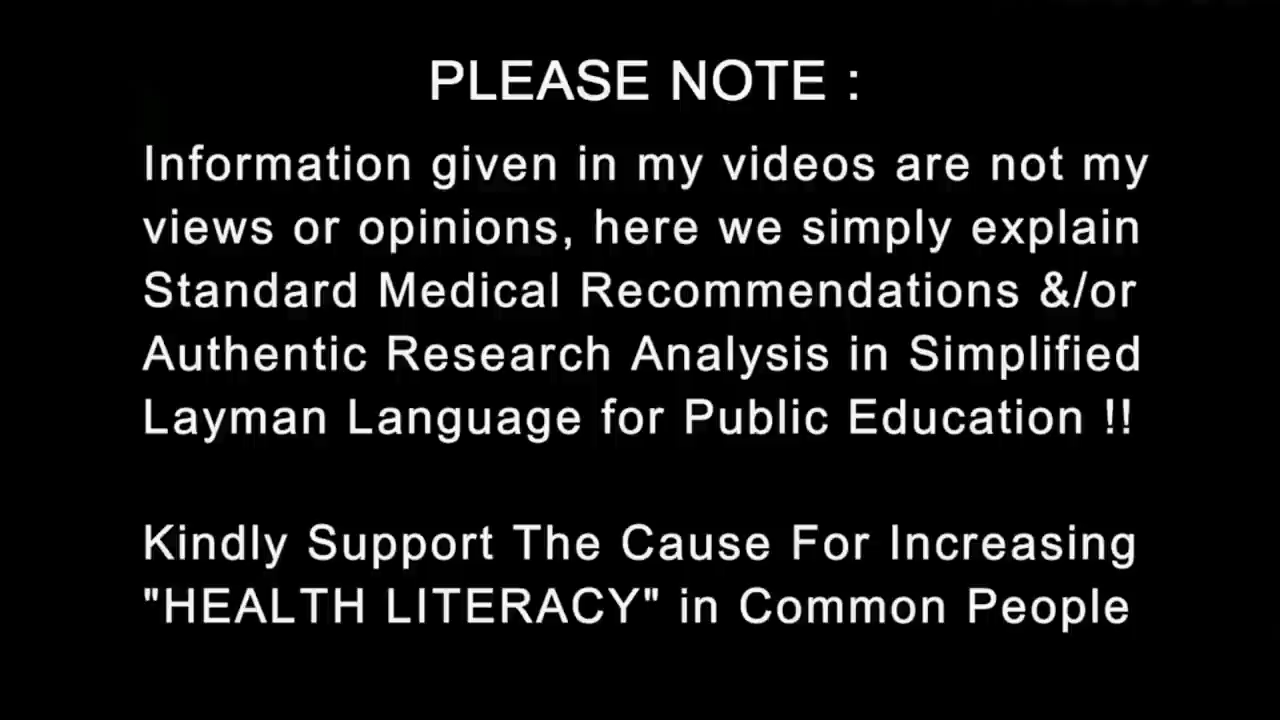 PLEASE NOTE :
Information given in my videos are not my
views or opinions, here we simply explain
Standard Medical Recommendations &/or
Authentic Research Analysis in Simplified
Layman Language for Public Education !!
Kindly Support The Cause For Increasing
"HEALTH LITERACY" in Common People